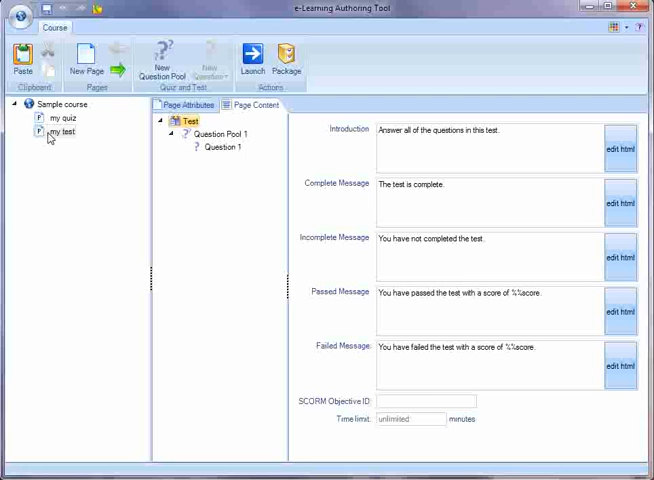 e-Learning Authoring Tool
Course
Paste
New Page
New Question Pool
New Question
Launch
Package
Clipboard
Pages
Quiz and Test
Actions
Sample course
my quiz
my test
Page Attributes
Page Content
Test
Question Pool 1
Question 1
Introduction
Answer all of the questions in this test.
edit html
Complete Message
The test is complete.
edit html
Incomplete Message
You have not completed the test.
edit html
Passed Message
You have passed the test with a score of %%score.
edit html
Failed Message:
You have failed the test with a score of %%score.
edit html
SCORM Objective ID:
Time limit:
unlimited
minutes